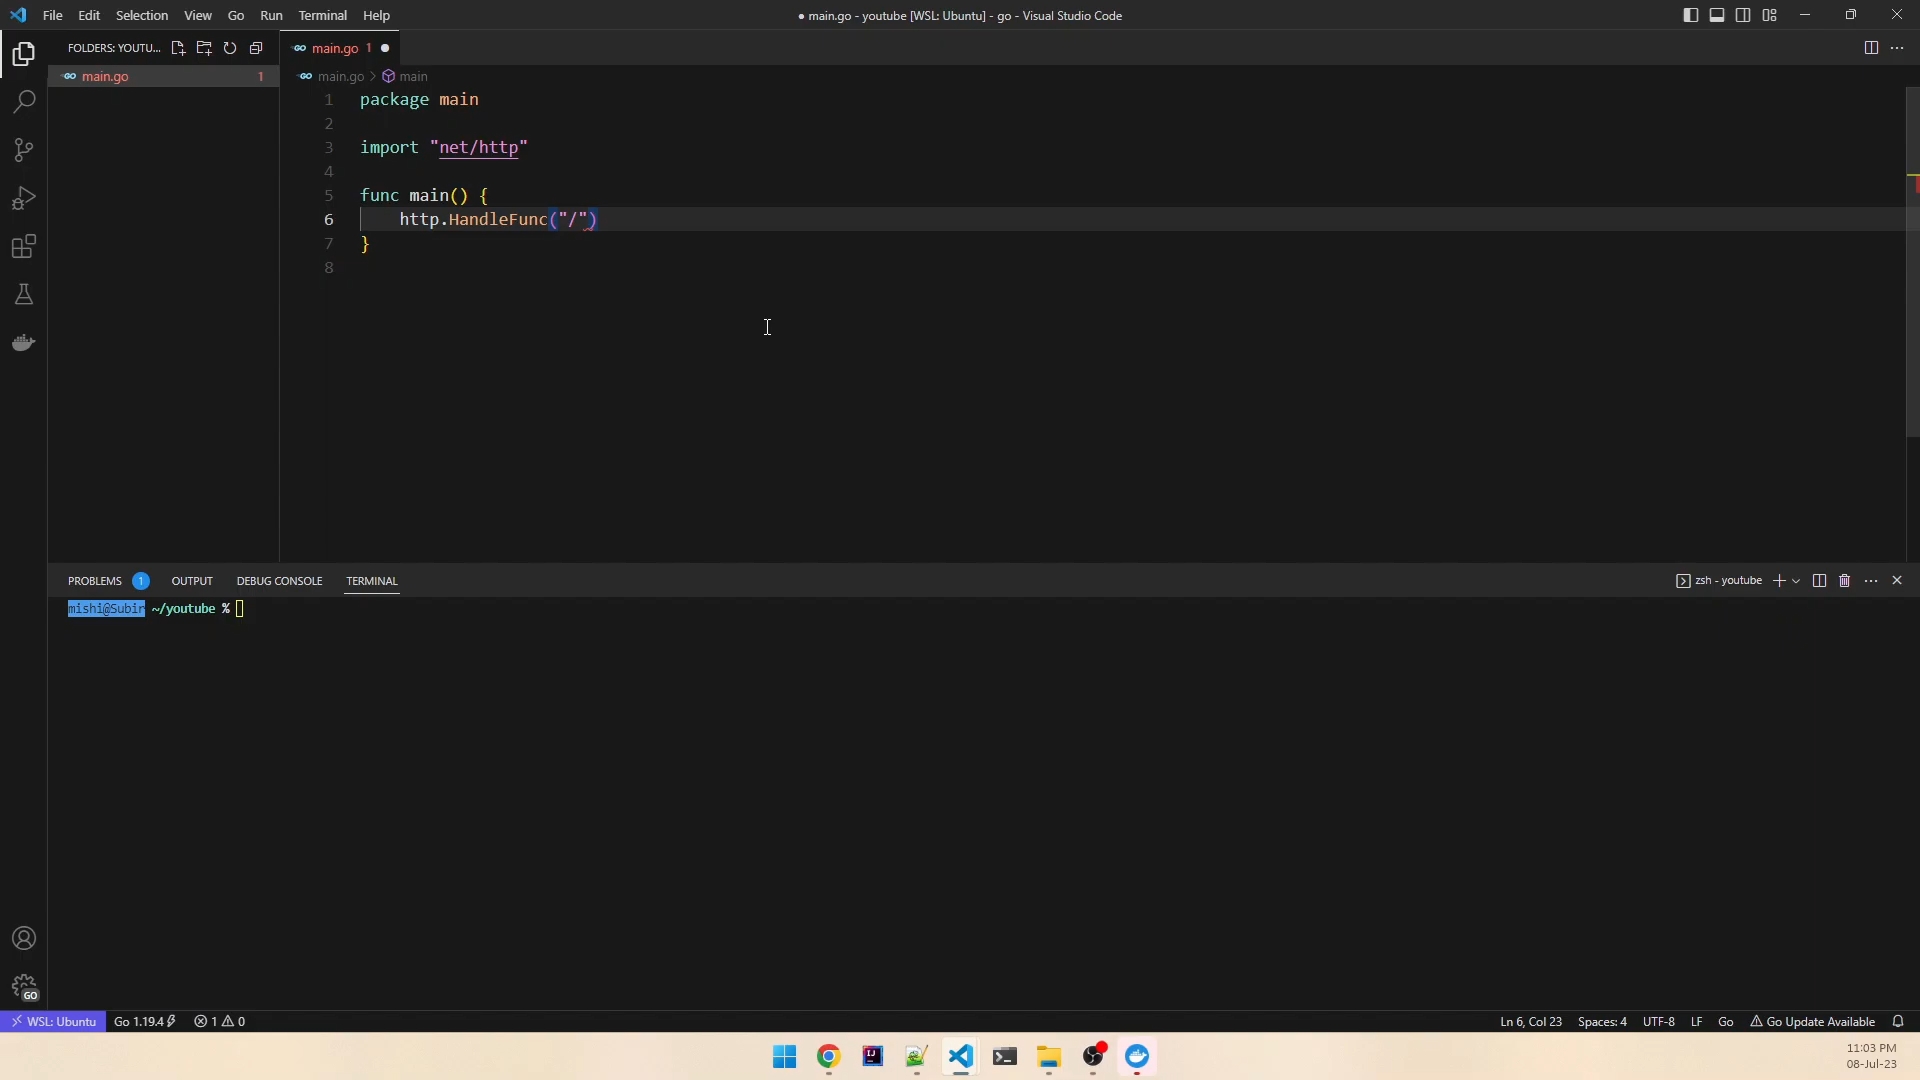 File Edit Selection View Go Run Terminal Help
● main.go - youtube [WSL: Ubuntu] - go - Visual Studio Code
FOLDERS: YOUTU...
main.go 1
main.go 1
main.go > main
1 package main
2
3 import "net/http"
4
5 func main() {
6 http.HandleFunc("/")
7 }
8
PROBLEMS 1 OUTPUT DEBUG CONSOLE TERMINAL
zsh - youtube
mishi@Subir ~/youtube %
GO
WSL: Ubuntu Go 1.19.4 1 0
Ln 6, Col 23 Spaces: 4 UTF-8 LF Go Go Update Available
11:03 PM
08-Jul-23